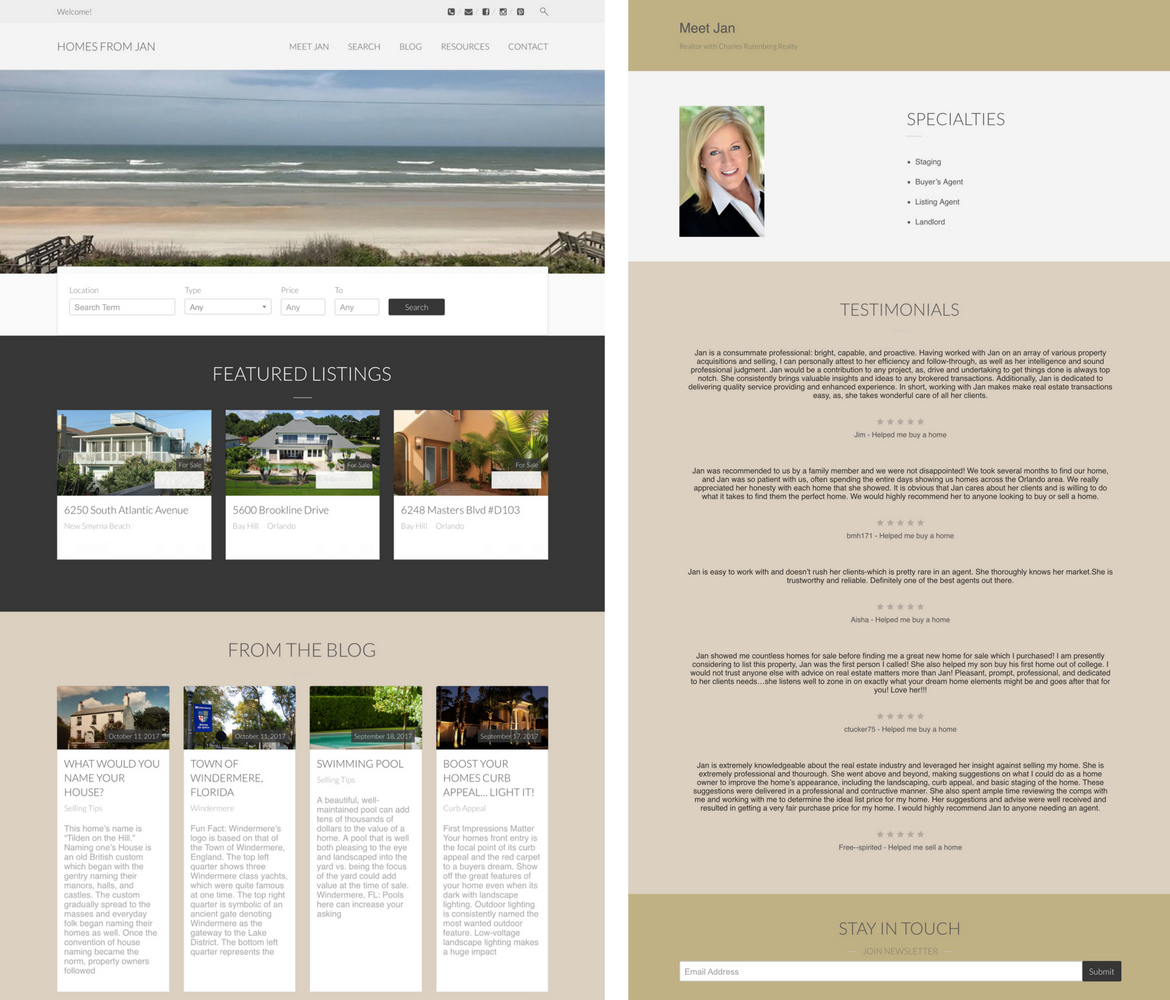 Welcome!
HOMES FROM JAN
MEET JAN SEARCH BLOG RESOURCES CONTACT
Location Type Price To
Search Term Any Any Any Search
FEATURED LISTINGS
For Sale
For Sale
For Sale
6250 South Atlantic Avenue
New Smyrna Beach
5600 Brookline Drive
Bay Hill Orlando
6248 Masters Blvd #D103
Bay Hill Orlando
FROM THE BLOG
October 11, 2017
WHAT WOULD YOU
NAME YOUR
HOUSE?
Selling Tips
This home's name is
"Tilden on the Hill."
Naming one's House is
an old British custom
which began with the
gentry naming their
manors, halls, and
castles. The custom
gradually spread to the
masses and everyday
folk began naming their
homes as well. Once the
convention of house
naming became the
norm, property owners
followed
October 11, 2017
TOWN OF
WINDERMERE,
FLORIDA
Windermere
Fun Fact: Windermere's
logo is based on that of
the Town of Windermere,
England. The top left
quarter shows three
Windermere class yachts,
which were quite famous
at one time. The top right
quarter is symbolic of an
ancient gate denoting
Windermere as the
gateway to the Lake
District. The bottom left
quarter represents the
September 18, 2017
SWIMMING POOL
Selling Tips
A beautiful, well-
maintained pool can add
tens of thousands of
dollars to the value of a
home. A pool that is well
both pleasing to the eye
and landscaped into the
yard vs. being the focus
of the yard could add
value at the time of sale.
Windermere, FL: Pools
here can increase your
asking
September 17, 2017
BOOST YOUR
HOMES CURB
APPEAL... LIGHT IT!
Curb Appeal
First Impressions Matter
Your homes front entry is
the focal point of its curb
appeal and the red carpet
to a buyers dream. Show
off the great features of
your home even when its
dark with landscape
lighting. Outdoor lighting
is consistently named the
most wanted outdoor
feature. Low-voltage
landscape lighting makes
a huge impact
Meet Jan
Realtor with Charles Rutenberg Realty
SPECIALTIES
• Staging
• Buyer's Agent
• Listing Agent
• Landlord
TESTIMONIALS
Jan is a consummate professional: bright, capable, and proactive. Having worked with Jan on an array of various property
acquisitions and selling, I can personally attest to her efficiency and follow-through, as well as her intelligence and sound
professional judgment. Jan would be a contribution to any project, as, drive and undertaking to get things done is always top
notch. She consistently brings valuable insights and ideas to any brokered transactions. Additionally, Jan is dedicated to
delivering quality service providing and enhanced experience. In short, working with Jan makes make real estate transactions
easy, as, she takes wonderful care of all her clients.
Jim - Helped me buy a home
Jan was recommended to us by a family member and we were not disappointed! We took several months to find our home,
and Jan was so patient with us, often spending the entire days showing us homes across the Orlando area. We really
appreciated her honesty with each home that she showed. It is obvious that Jan cares about her clients and is willing to do
what it takes to find them the perfect home. We would highly recommend her to anyone looking to buy or sell a home.
bmh171 - Helped me buy a home
Jan is easy to work with and doesn't rush her clients-which is pretty rare in an agent. She thoroughly knows her market.She is
trustworthy and reliable. Definitely one of the best agents out there.
Aisha - Helped me buy a home
Jan showed me countless homes for sale before finding me a great new home for sale which I purchased! I am presently
considering to list this property, Jan was the first person I called! She also helped my son buy his first home out of college. I
would not trust anyone else with advice on real estate matters more than Jan! Pleasant, prompt, professional, and dedicated
to her clients needs...she listens well to zone in on exactly what your dream home elements might be and goes after that for
you! Love her!!!
ctucker75 - Helped me buy a home
Jan is extremely knowledgeable about the real estate industry and leveraged her insight against selling my home. She is
extremely professional and thourough. She went above and beyond, making suggestions on what I could do as a home
owner to improve the home's appearance, including the landscaping, curb appeal, and basic staging of the home. These
suggestions were delivered in a professional and contructive manner. She also spent ample time reviewing the comps with
me and working with me to determine the ideal list price for my home. Her suggestions and advise were well received and
resulted in getting a very fair purchase price for my home. I would highly recommend Jan to anyone needing an agent.
Free--spirited - Helped me sell a home
STAY IN TOUCH
JOIN NEWSLETTER
Email Address Submit